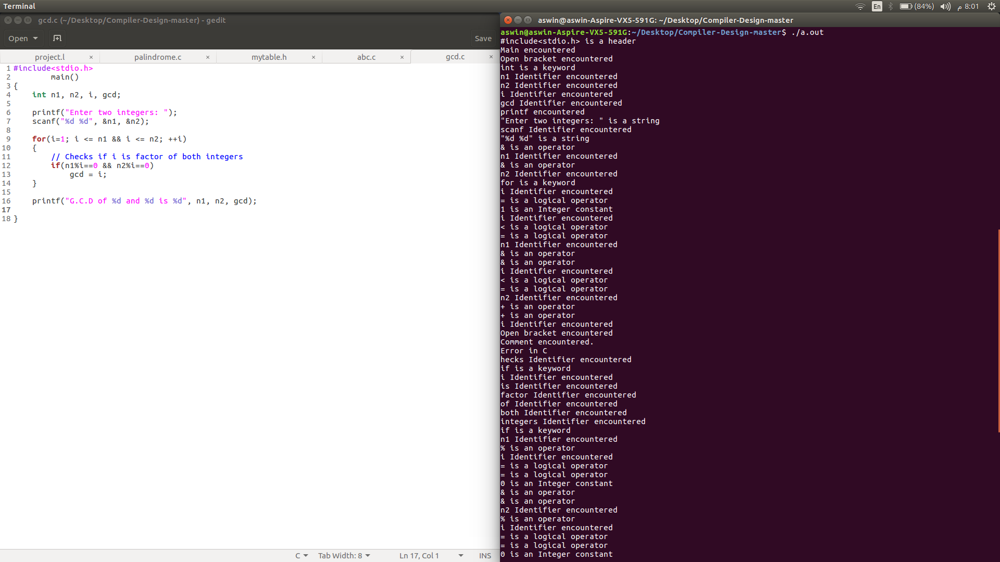 Terminal
En (84%) م 8:01
gcd.c (~/Desktop/Compiler-Design-master) - gedit
Open Save
project.l × palindrome.c × mytable.h × abc.c × gcd.c ×
1 #include<stdio.h>
2 main()
3 {
4 int n1, n2, i, gcd;
5
6 printf("Enter two integers: ");
7 scanf("%d %d", &n1, &n2);
8
9 for(i=1; i <= n1 && i <= n2; ++i)
10 {
11 // Checks if i is factor of both integers
12 if(n1%i==0 && n2%i==0)
13 gcd = i;
14 }
15
16 printf("G.C.D of %d and %d is %d", n1, n2, gcd);
17
18 }
C Tab Width: 8 Ln 17, Col 1 INS
aswin@aswin-Aspire-VX5-591G: ~/Desktop/Compiler-Design-master
aswin@aswin-Aspire-VX5-591G:~/Desktop/Compiler-Design-master$ ./a.out
#include<stdio.h> is a header
Main encountered
Open bracket encountered
int is a keyword
n1 Identifier encountered
n2 Identifier encountered
i Identifier encountered
gcd Identifier encountered
printf encountered
"Enter two integers: " is a string
scanf Identifier encountered
"%d %d" is a string
& is an operator
n1 Identifier encountered
& is an operator
n2 Identifier encountered
for is a keyword
i Identifier encountered
= is a logical operator
1 is an Integer constant
i Identifier encountered
< is a logical operator
= is a logical operator
n1 Identifier encountered
& is an operator
& is an operator
i Identifier encountered
< is a logical operator
= is a logical operator
n2 Identifier encountered
+ is an operator
+ is an operator
i Identifier encountered
Open bracket encountered
Comment encountered.
Error in C
hecks Identifier encountered
if is a keyword
i Identifier encountered
is Identifier encountered
factor Identifier encountered
of Identifier encountered
both Identifier encountered
integers Identifier encountered
if is a keyword
n1 Identifier encountered
% is an operator
i Identifier encountered
= is a logical operator
= is a logical operator
0 is an Integer constant
& is an operator
& is an operator
n2 Identifier encountered
% is an operator
i Identifier encountered
= is a logical operator
= is a logical operator
0 is an Integer constant